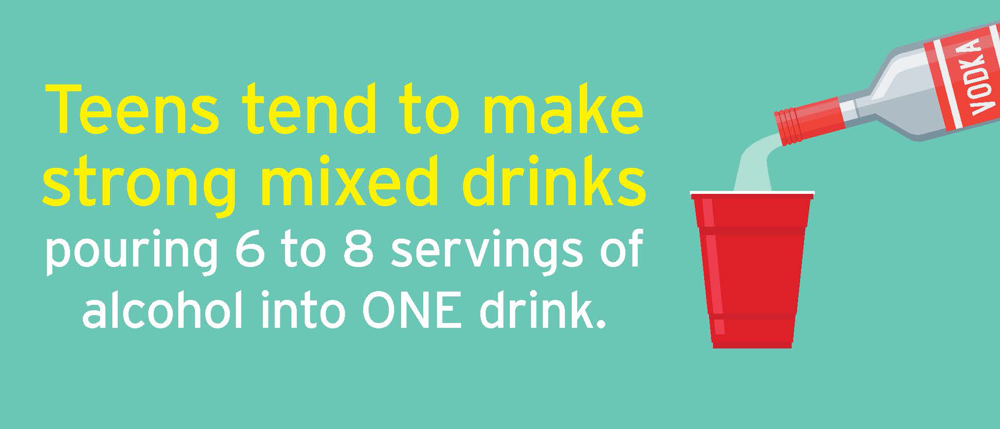 Teens tend to make
strong mixed drinks
pouring 6 to 8 servings of
alcohol into ONE drink.
VODKA